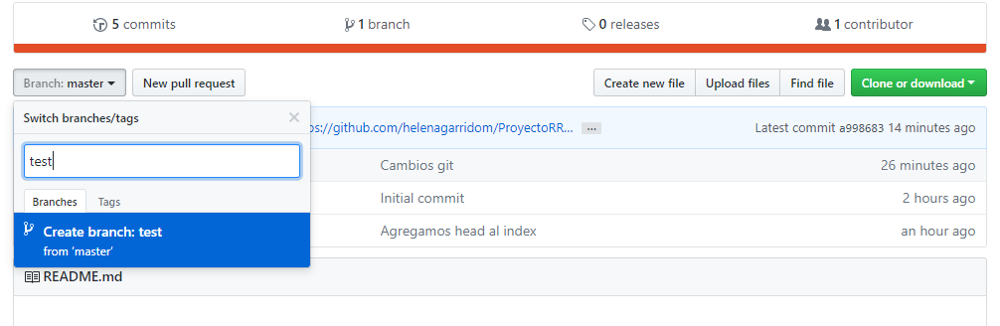 5 commits 1 branch 0 releases 1 contributor
Branch: master New pull request Create new file Upload files Find file Clone or download
Switch branches/tags
ps://github.com/helenagarridom/ProyectoRR... ... Latest commit a998683 14 minutes ago
test
Cambios git 26 minutes ago
Branches Tags
Initial commit 2 hours ago
Create branch: test
from 'master'
Agregamos head al index an hour ago
README.md